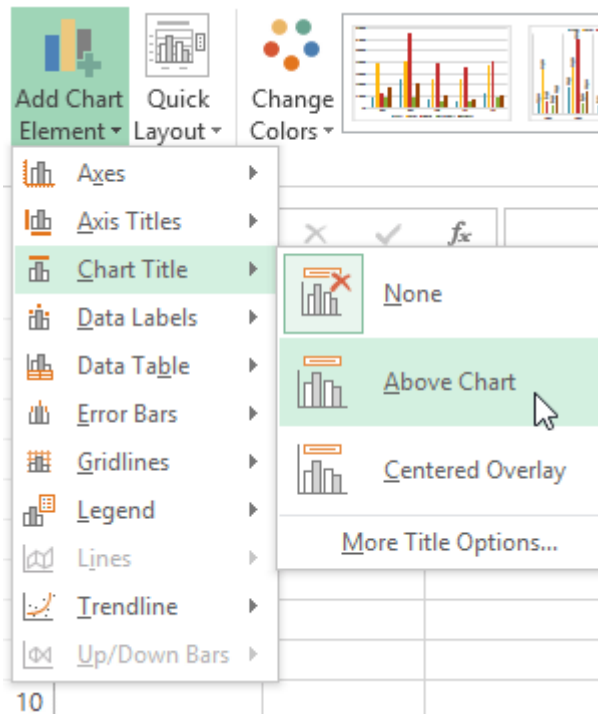 Add Chart
Element
Quick
Layout
Change
Colors
Axes
Axis Titles
Chart Title
Data Labels
Data Table
Error Bars
Gridlines
Legend
Lines
Trendline
Up/Down Bars
fx
None
Above Chart
Centered Overlay
More Title Options...
10